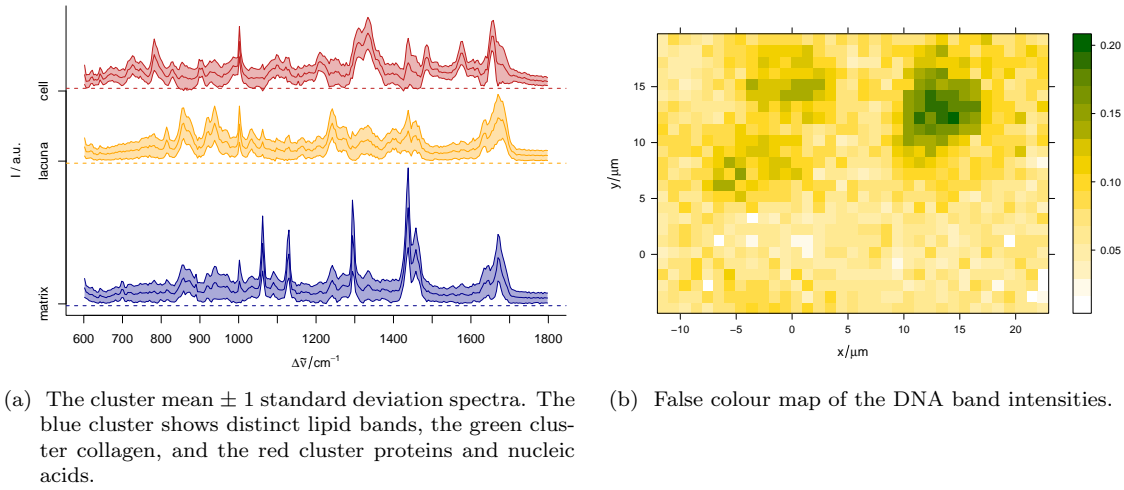 cell
lacuna
matrix
I / a.u.
600 800 1000 1200 1400 1600 1800
Δν̃/cm⁻¹
15
10
5
0
y/μm
−10 −5 0 5 10 15 20
x/μm
0.20
0.15
0.10
0.05
(a) The cluster mean ± 1 standard deviation spectra. The
blue cluster shows distinct lipid bands, the green clus-
ter collagen, and the red cluster proteins and nucleic
acids.
(b) False colour map of the DNA band intensities.